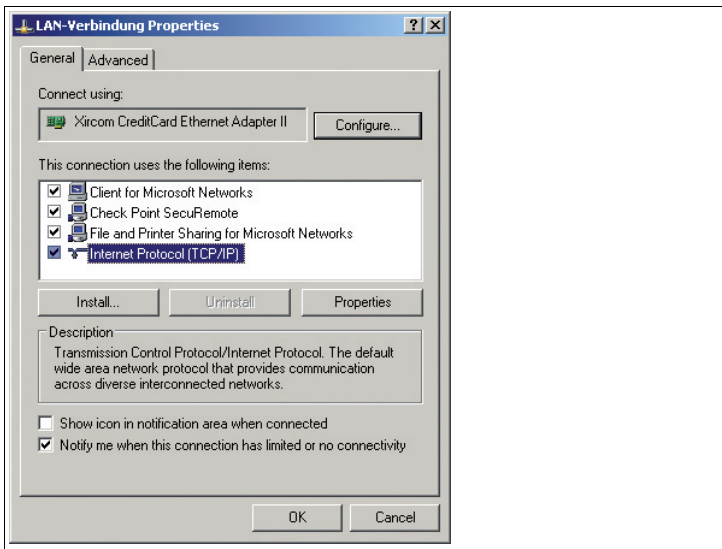 LAN-Verbindung Properties
General
Advanced
Connect using:
Xircom CreditCard Ethernet Adapter II
Configure...
This connection uses the following items:
Client for Microsoft Networks
Check Point SecuRemote
File and Printer Sharing for Microsoft Networks
Internet Protocol (TCP/IP)
Install...
Uninstall
Properties
Description
Transmission Control Protocol/Internet Protocol. The default
wide area network protocol that provides communication
across diverse interconnected networks.
Show icon in notification area when connected
Notify me when this connection has limited or no connectivity
OK
Cancel